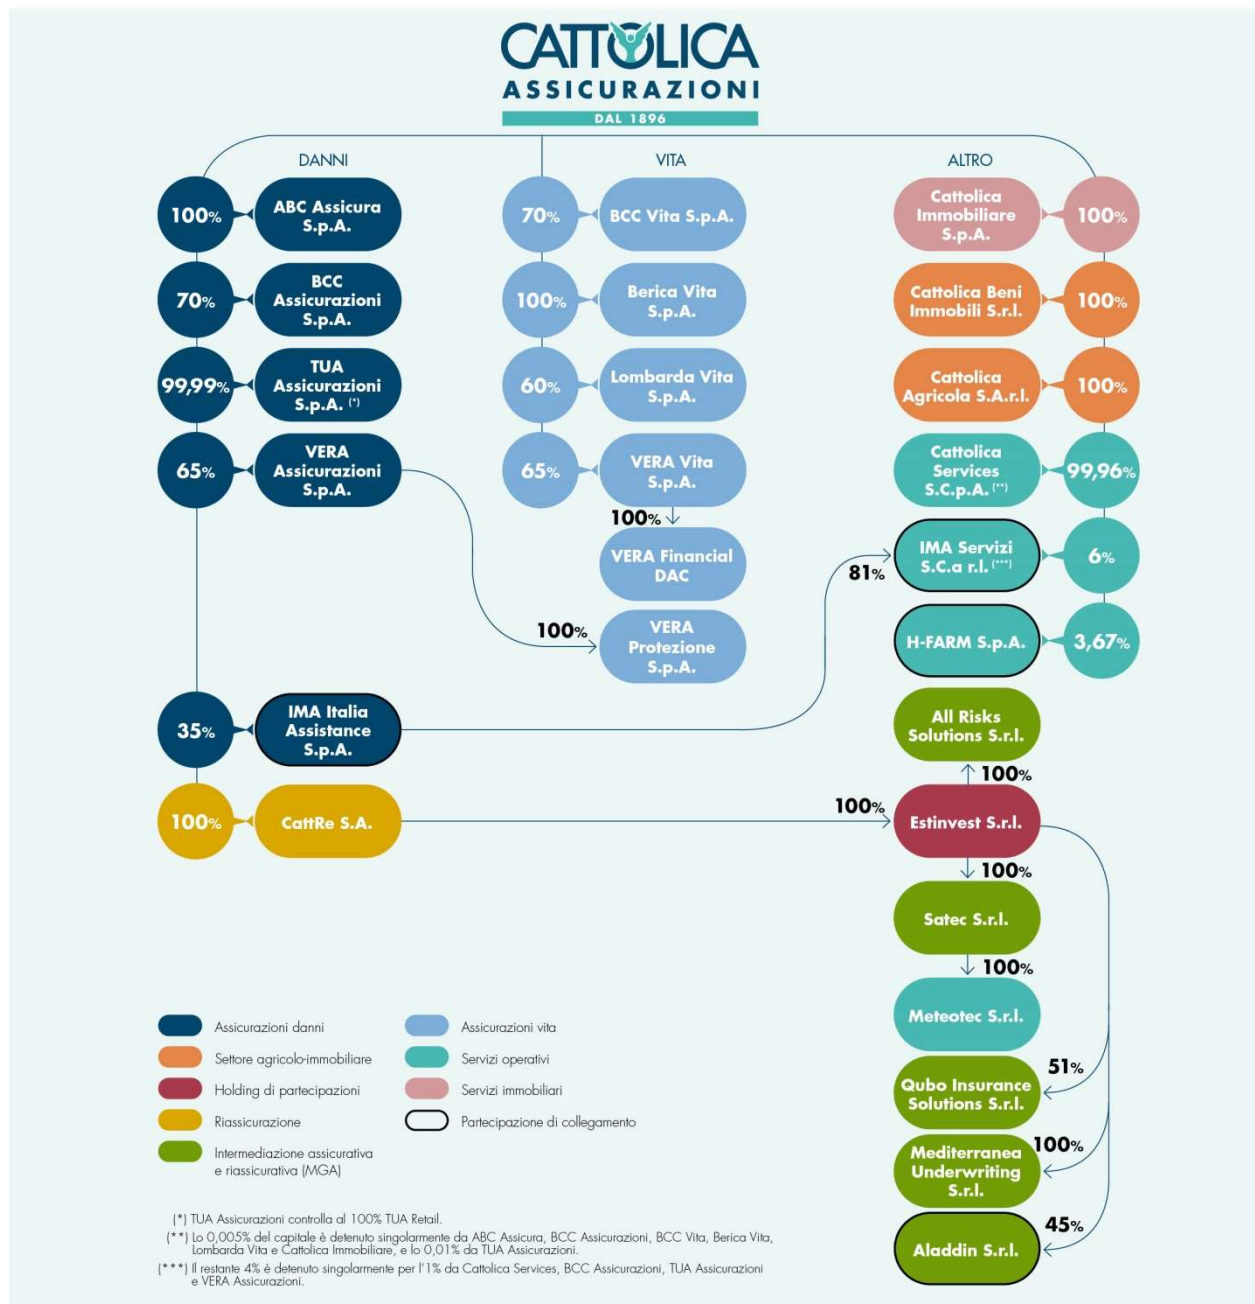 CATTOLICA
ASSICURAZIONI
DAL 1896
DANNI
VITA
ALTRO
100%
ABC Assicura
S.p.A.
70%
BCC
Assicurazioni
S.p.A.
99,99%
TUA
Assicurazioni
S.p.A. (*)
65%
VERA
Assicurazioni
S.p.A.
35%
IMA Italia
Assistance
S.p.A.
100%
CattRe S.A.
70%
BCC Vita S.p.A.
100%
Berica Vita
S.p.A.
60%
Lombarda Vita
S.p.A.
65%
VERA Vita
S.p.A.
100%
VERA Financial
DAC
100%
VERA
Protezione
S.p.A.
Cattolica
Immobiliare
S.p.A.
100%
Cattolica Beni
Immobili S.r.l.
100%
Cattolica
Agricola S.A.r.l.
100%
Cattolica
Services
S.C.p.A. (**)
99,96%
81%
IMA Servizi
S.C.a r.l. (***)
6%
H-FARM S.p.A.
3,67%
All Risks
Solutions S.r.l.
100%
100%
Estinvest S.r.l.
100%
Satec S.r.l.
100%
Meteotec S.r.l.
51%
Qubo Insurance
Solutions S.r.l.
100%
Mediterranea
Underwriting
S.r.l.
45%
Aladdin S.r.l.
Assicurazioni danni
Settore agricolo-immobiliare
Holding di partecipazioni
Riassicurazione
Intermediazione assicurativa
e riassicurativa (MGA)
Assicurazioni vita
Servizi operativi
Servizi immobiliari
Partecipazione di collegamento
(*) TUA Assicurazioni controlla al 100% TUA Retail.
(**) Lo 0,005% del capitale è detenuto singolarmente da ABC Assicura, BCC Assicurazioni, BCC Vita, Berica Vita,
Lombarda Vita e Cattolica Immobiliare, e lo 0,01% da TUA Assicurazioni.
(***) Il restante 4% è detenuto singolarmente per l'1% da Cattolica Services, BCC Assicurazioni, TUA Assicurazioni
e VERA Assicurazioni.